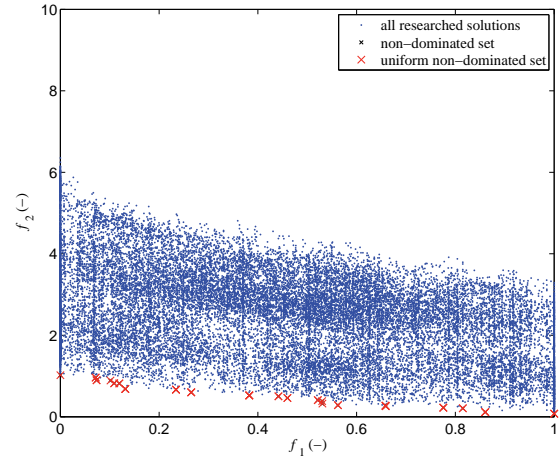 10
8
6
4
2
0
f2 (−)
0
0.2
0.4
0.6
0.8
1
f1 (−)
all researched solutions
non−dominated set
uniform non−dominated set